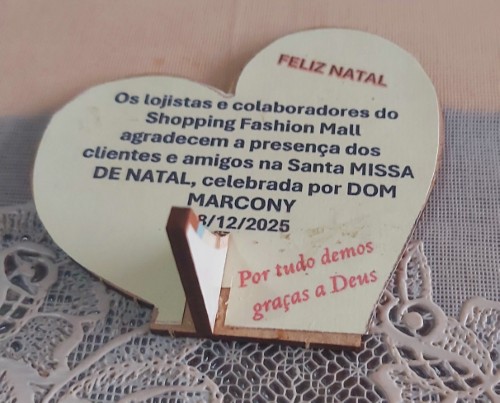 FELIZ NATAL
Os lojistas e colaboradores do
Shopping Fashion Mall
agradecem a presença dos
clientes e amigos na Santa MISSA
DE NATAL, celebrada por DOM
MARCONY
8/12/2025
Por tudo demos
graças a Deus